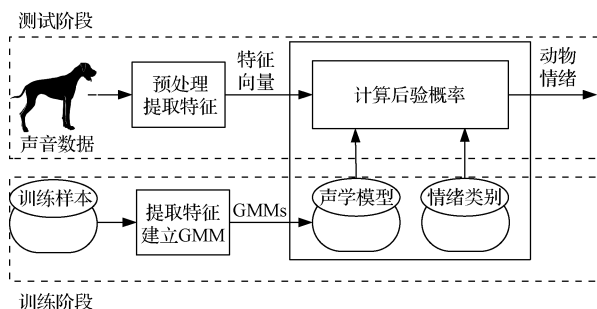 测试阶段
预处理
提取特征
特征
向量
计算后验概率
动物
情绪
声音数据
训练样本
提取特征
建立GMM
GMMs
声学模型
情绪类别
训练阶段